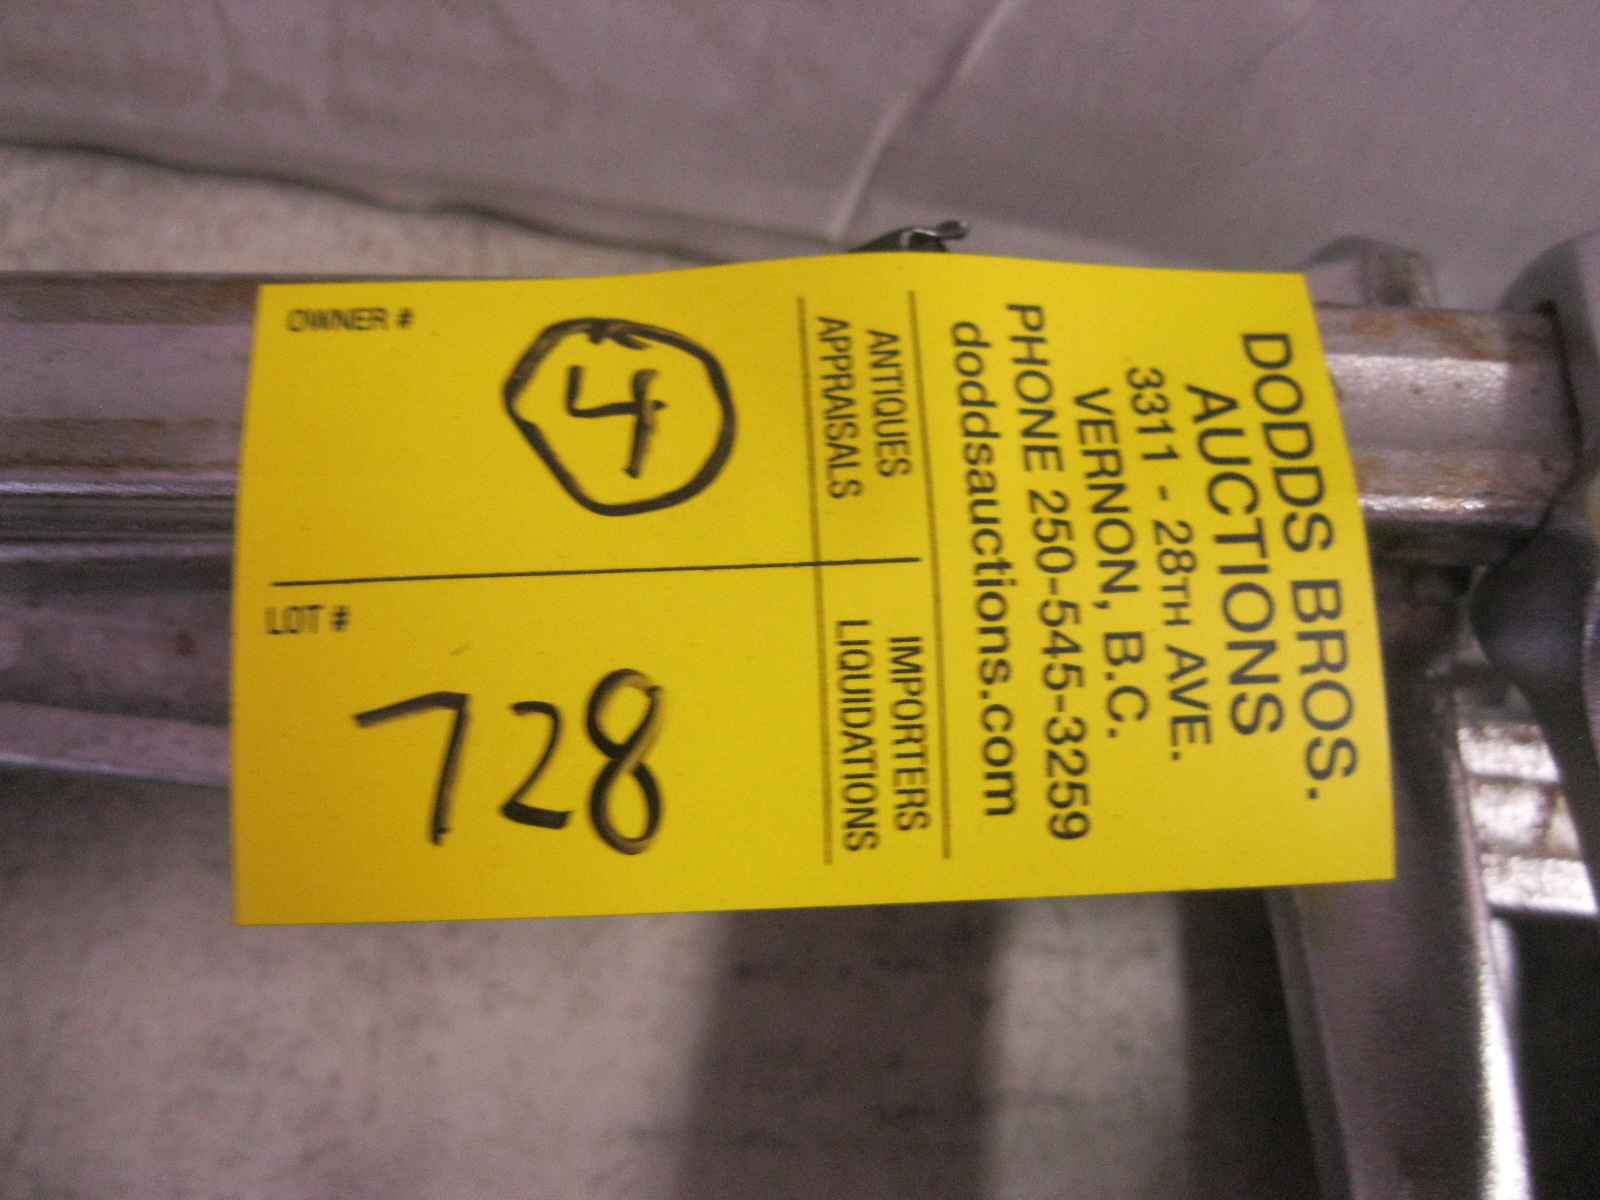 DODDS BROS.
AUCTIONS
3311 - 28TH AVE.
VERNON, B.C.
PHONE 250-545-3259
doddsauctions.com
ANTIQUES
APPRAISALS
IMPORTERS
LIQUIDATIONS
OWNER #
4
LOT #
728